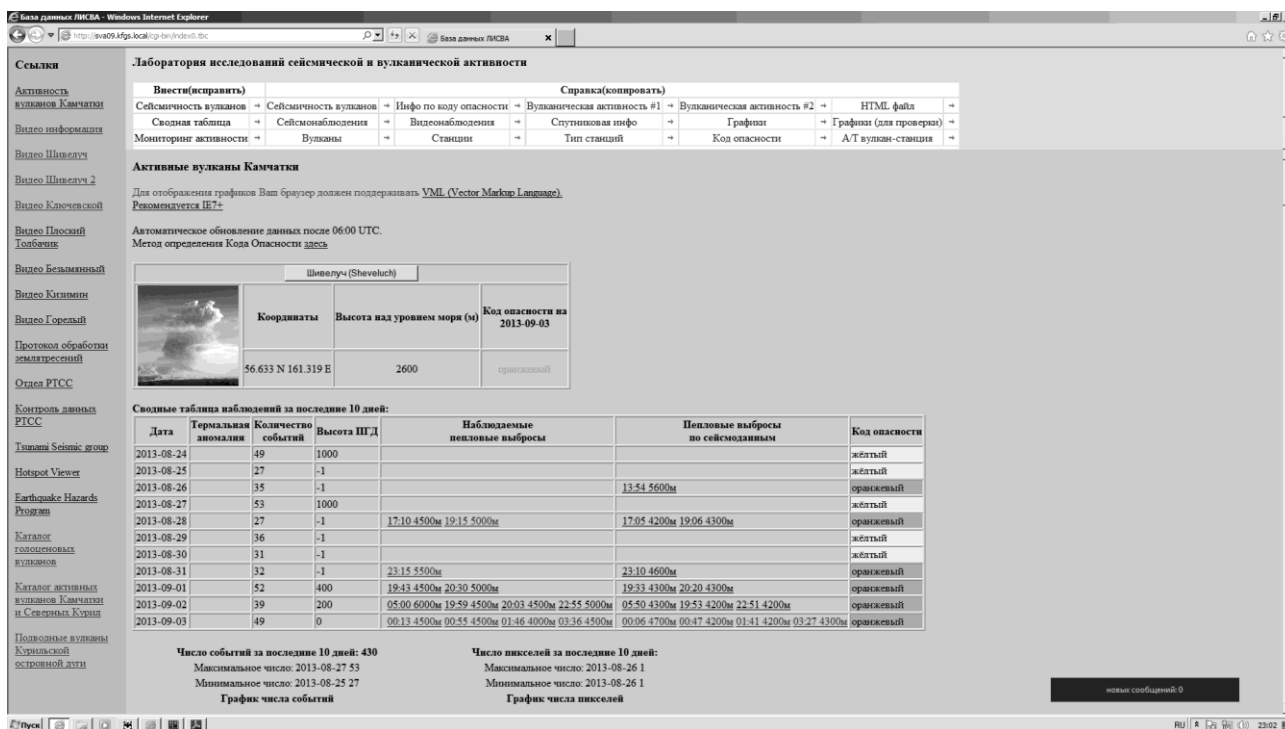 База данных ЛИСВА - Windows Internet Explorer
http://sva09.kfgs.local/cgi-bin/index0.tbc
База данных ЛИСВА
Ссылки
Активность
вулканов Камчатки
Видео информация
Видео Шивелуч
Видео Шивелуч 2
Видео Ключевской
Видео Плоский
Толбачик
Видео Безымянный
Видео Кизимин
Видео Горелый
Протокол обработки
землятресений
Отдел РТСС
Контроль данных
РТСС
Tsunami Seismic group
Hotspot Viewer
Earthquake Hazards
Program
Каталог
голоценовых
вулканов
Каталог активных
вулканов Камчатки
и Северных Курил
Подводные вулканы
Курильской
островной дуги
Лаборатория исследований сейсмической и вулканической активности
Внести(исправить) Справка(копировать)
Сейсмичность вулканов → Сейсмичность вулканов → Инфо по коду опасности → Вулканическая активность #1 → Вулканическая активность #2 → HTML файл →
Сводная таблица → Сейсмонаблюдения → Видеонаблюдения → Спутниковая инфо → Графики → Графики (для проверки) →
Мониторинг активности → Вулканы → Станции → Тип станций → Код опасности → А/Т вулкан-станция →
Активные вулканы Камчатки
Для отображения графиков Ваш браузер должен поддерживать VML (Vector Markup Language).
Рекомендуется IE7+
Автоматическое обновление данных после 06:00 UTC.
Метод определения Кода Опасности здесь
Шивелуч (Sheveluch)
Координаты Высота над уровнем моря (м) Код опасности на
2013-09-03
56.633 N 161.319 E 2600 оранжевый
Сводные таблица наблюдений за последние 10 дней:
Дата Термальная аномалия Количество событий Высота ПГД Наблюдаемые пепловые выбросы Пепловые выбросы по сейсмоданным Код опасности
2013-08-24 49 1000 жёлтый
2013-08-25 27 -1 жёлтый
2013-08-26 35 -1 13:54 5600м оранжевый
2013-08-27 53 1000 жёлтый
2013-08-28 27 -1 17:10 4500м 19:15 5000м 17:05 4200м 19:06 4300м оранжевый
2013-08-29 36 -1 жёлтый
2013-08-30 31 -1 жёлтый
2013-08-31 32 -1 23:15 5500м 23:10 4600м оранжевый
2013-09-01 52 400 19:43 4500м 20:30 5000м 19:33 4300м 20:20 4300м оранжевый
2013-09-02 39 200 05:00 6000м 19:59 4500м 20:03 4500м 22:55 5000м 05:50 4300м 19:53 4200м 22:51 4200м оранжевый
2013-09-03 49 0 00:13 4500м 00:55 4500м 01:46 4000м 03:36 4500м 00:06 4700м 00:47 4200м 01:41 4200м 03:27 4300м оранжевый
Число событий за последние 10 дней: 430 Число пикселей за последние 10 дней:
Максимальное число: 2013-08-27 53 Максимальное число: 2013-08-26 1
Минимальное число: 2013-08-25 27 Минимальное число: 2013-08-26 1
График числа событий График числа пикселей
новых сообщений: 0
Пуск RU 23:02